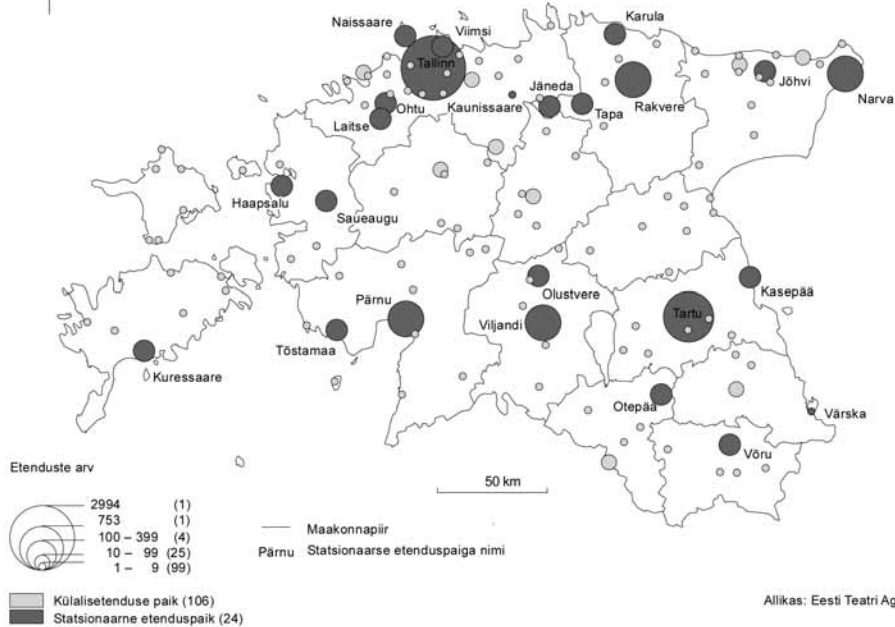 Naissaare
Viimsi
Karula
Tallinn
Jõhvi
Jäneda
Ohtu
Kaunissaare
Tapa
Rakvere
Narva
Laitse
Haapsalu
Saueaugu
Olustvere
Kasepää
Pärnu
Viljandi
Tartu
Tõstamaa
Kuressaare
Otepää
Värska
Võru
Etenduste arv
2994 (1)
753 (1)
100 – 399 (4)
10 – 99 (25)
1 – 9 (99)
50 km
Maakonnapiir
Pärnu Statsionaarse etenduspaiga nimi
Külalisetenduse paik (106)
Statsionaarne etenduspaik (24)
Allikas: Eesti Teatri Ag